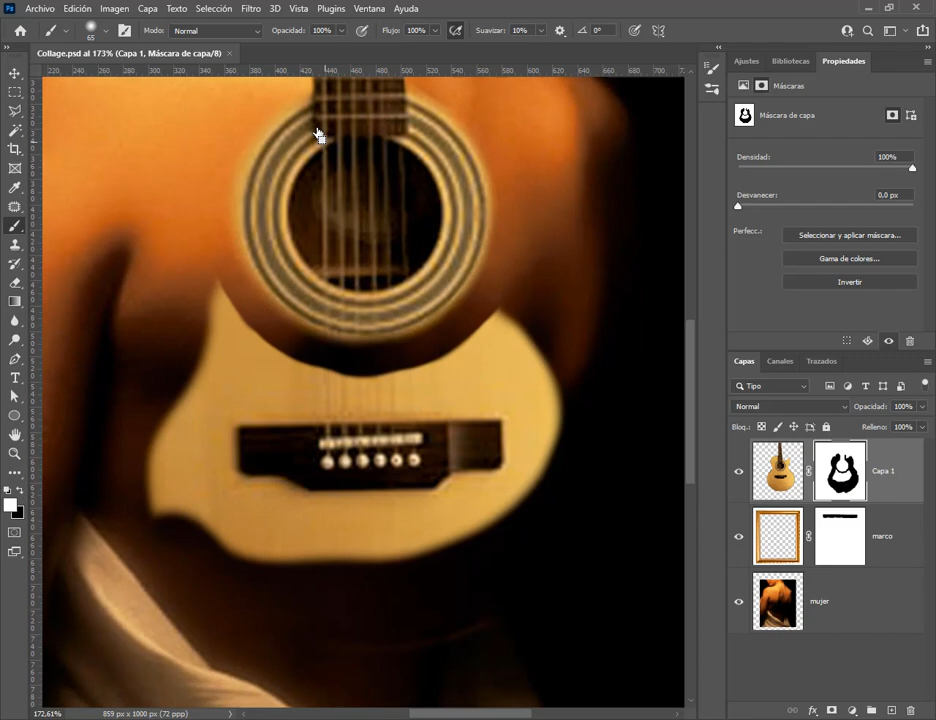 Ps Archivo Edición Imagen Capa Texto Selección Filtro 3D Vista Plugins Ventana Ayuda
65 Modo: Normal Opacidad: 100% Flujo: 100% Suavizar: 10% 0°
Collage.psd al 173% (Capa 1, Máscara de capa/8) ×
220 240 260 280 300 320 340 360 380 400 420 440 460 480 500 520 540 560 580 600 620 640 660 680 700
Ajustes Bibliotecas Propiedades
Máscaras
Máscara de capa
Densidad: 100%
Desvanecer: 0,0 px
Perfecc.: Seleccionar y aplicar máscara...
Gama de colores...
Invertir
Capas Canales Trazados
Tipo
Normal Opacidad: 100%
Bloq.: Relleno: 100%
Capa 1
marco
mujer
172,61% 859 px x 1000 px (72 ppp)